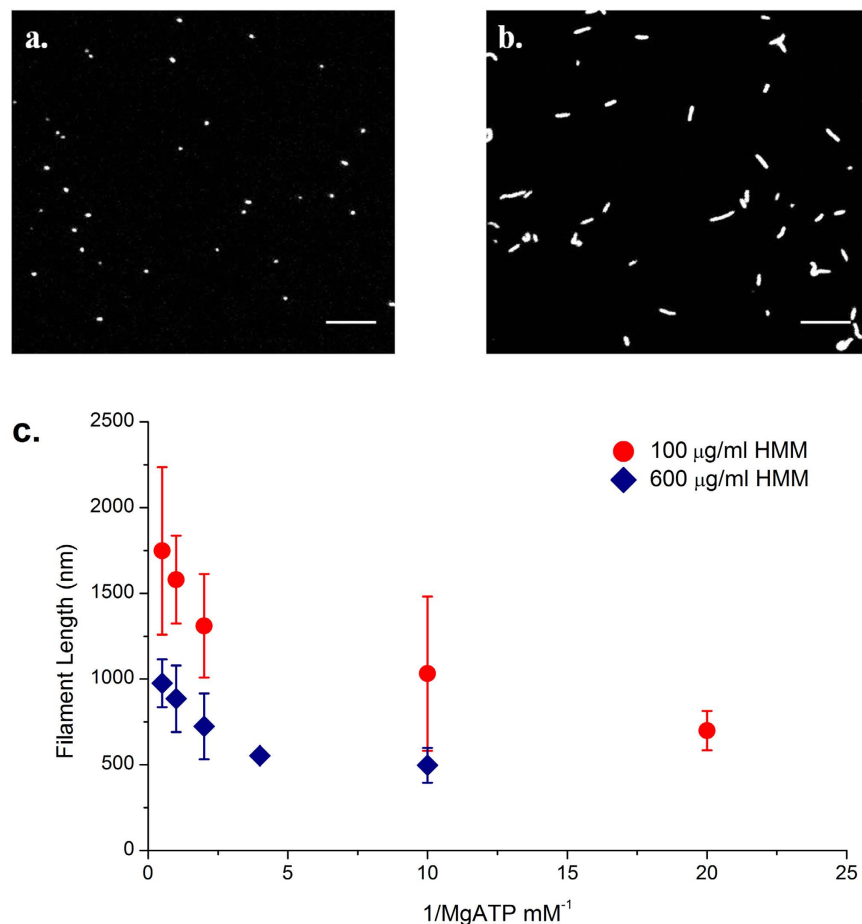 a.
b.
c.
2500
2000
1500
1000
500
0
Filament Length (nm)
100 μg/ml HMM
600 μg/ml HMM
0 5 10 15 20 25
1/MgATP mM⁻¹